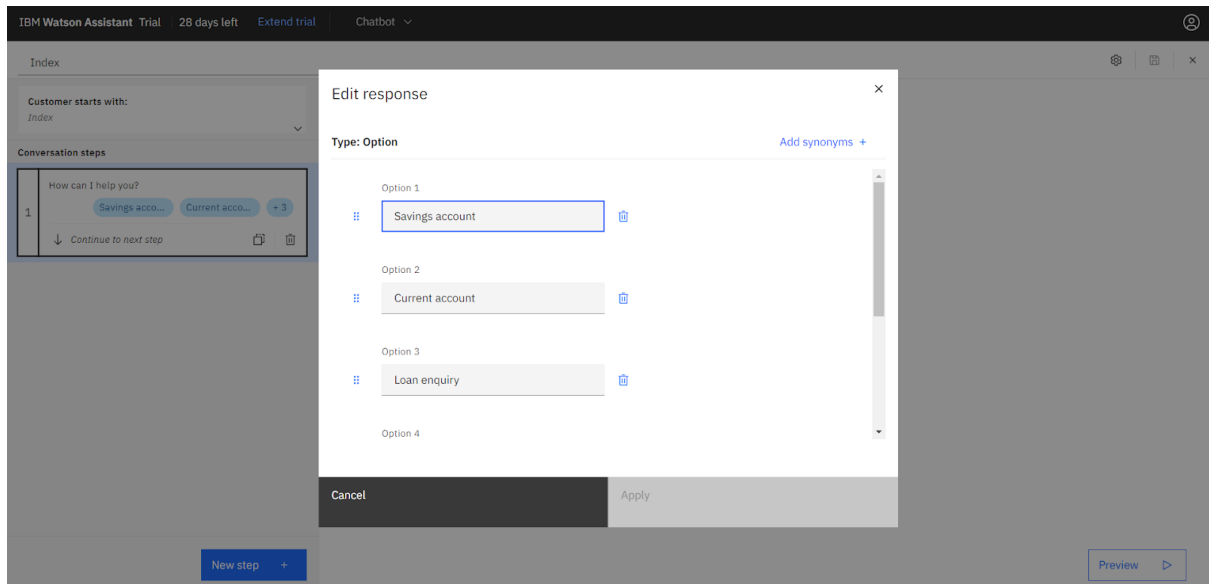 IBM Watson Assistant Trial 28 days left Extend trial Chatbot
Index
Customer starts with:
Index
Conversation steps
1
How can I help you?
Savings acco... Current acco... + 3
Continue to next step
New step +
Edit response
Type: Option Add synonyms +
Option 1
Savings account
Option 2
Current account
Option 3
Loan enquiry
Option 4
Cancel Apply
Preview